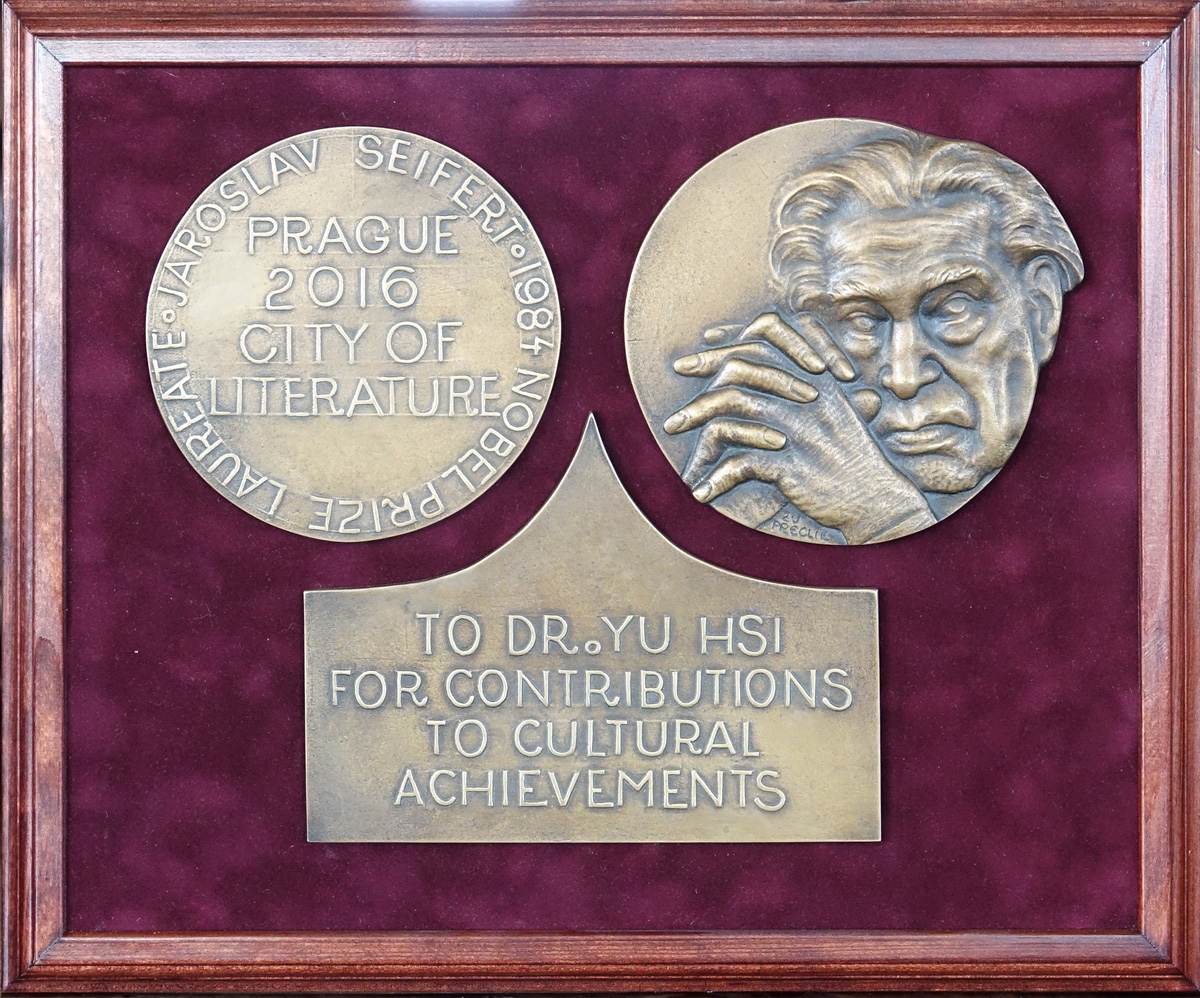 JAROSLAV SEIFERT • 1984 NOBEL PRIZE LAUREATE •
PRAGUE
2016
CITY OF
LITERATURE
TO DR. YU HSI
FOR CONTRIBUTIONS
TO CULTURAL
ACHIEVEMENTS